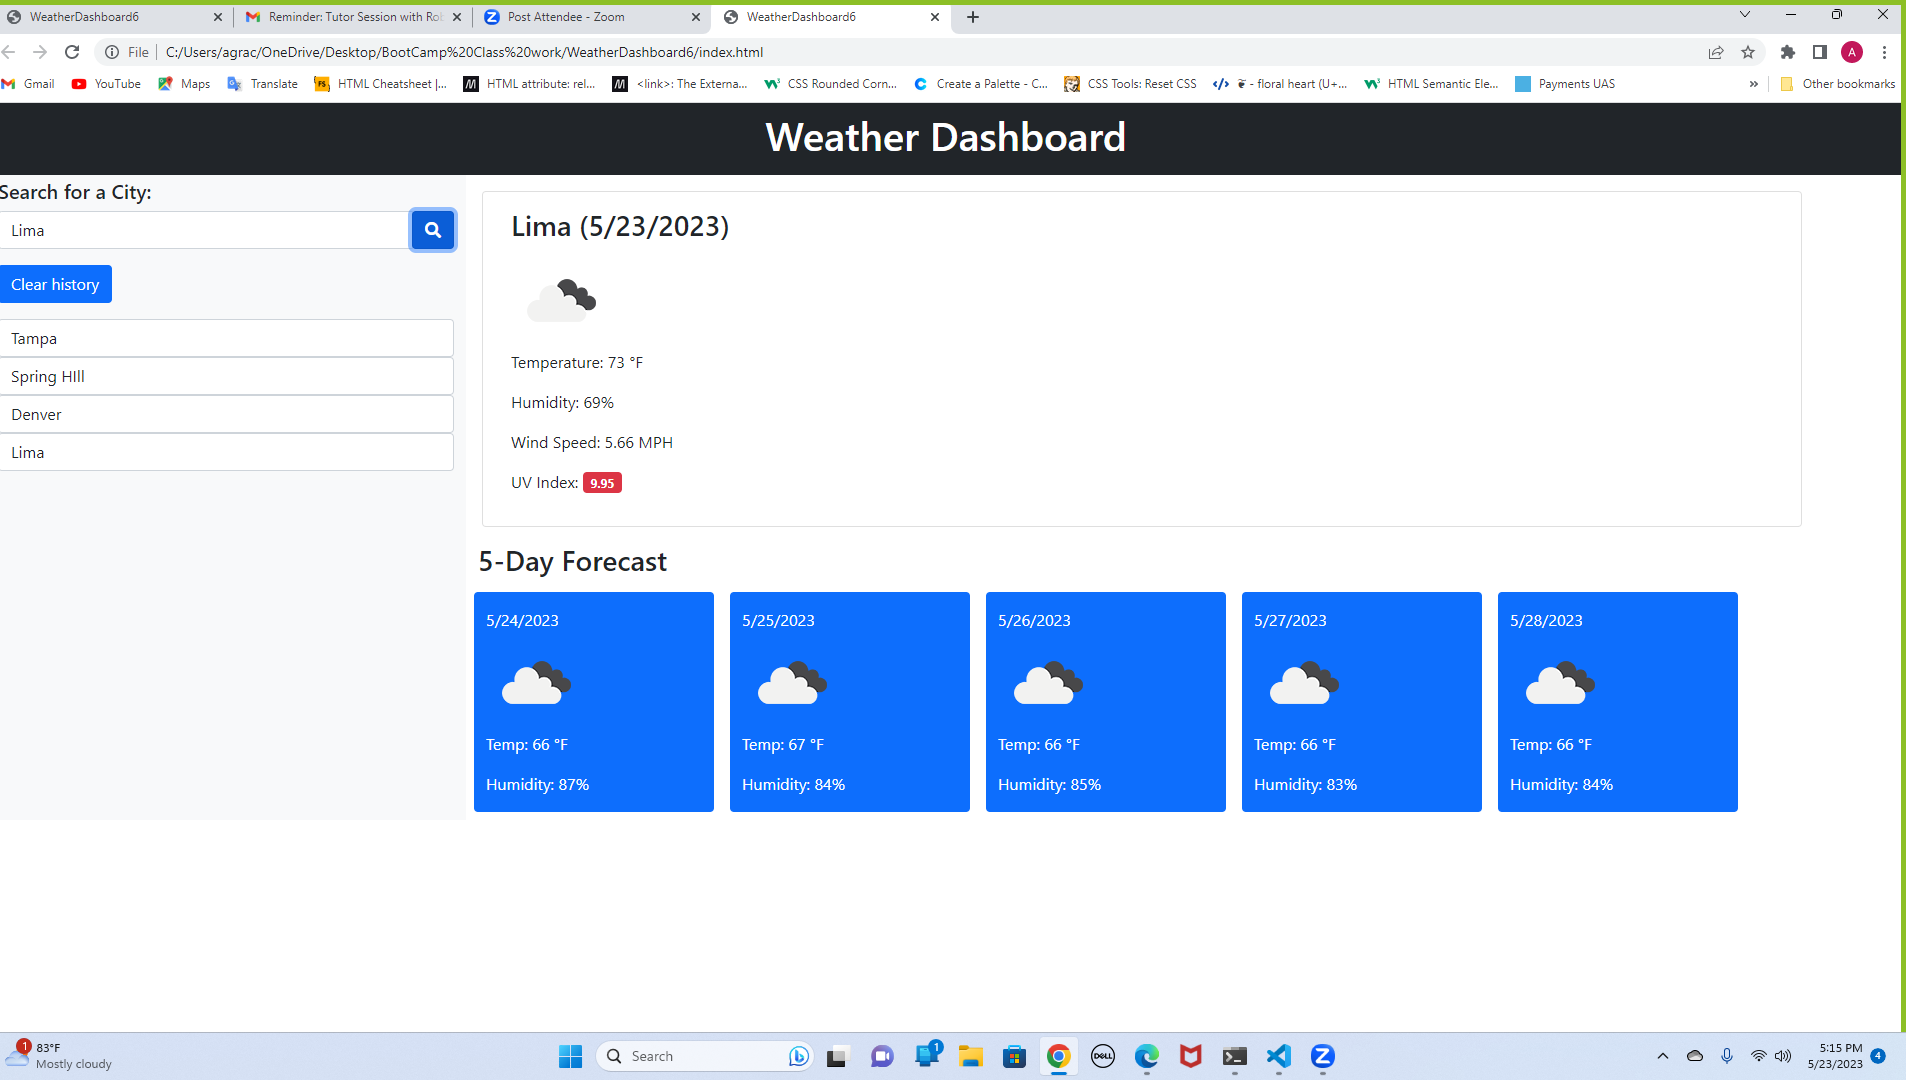 WeatherDashboard6
Reminder: Tutor Session with Rob
Post Attendee - Zoom
WeatherDashboard6
File
C:/Users/agrac/OneDrive/Desktop/BootCamp%20Class%20work/WeatherDashboard6/index.html
A
Gmail
YouTube
Maps
Translate
HTML Cheatsheet |...
HTML attribute: rel...
<link>: The Externa...
CSS Rounded Corn...
Create a Palette - C...
CSS Tools: Reset CSS
❦ - floral heart (U+...
HTML Semantic Ele...
Payments UAS
»
Other bookmarks
Weather Dashboard
Search for a City:
Lima
Clear history
Tampa
Spring HIll
Denver
Lima
Lima (5/23/2023)
Temperature: 73 °F
Humidity: 69%
Wind Speed: 5.66 MPH
UV Index: 9.95
5-Day Forecast
5/24/2023
Temp: 66 °F
Humidity: 87%
5/25/2023
Temp: 67 °F
Humidity: 84%
5/26/2023
Temp: 66 °F
Humidity: 85%
5/27/2023
Temp: 66 °F
Humidity: 83%
5/28/2023
Temp: 66 °F
Humidity: 84%
1
83°F
Mostly cloudy
Search
1
DELL
5:15 PM
5/23/2023
4